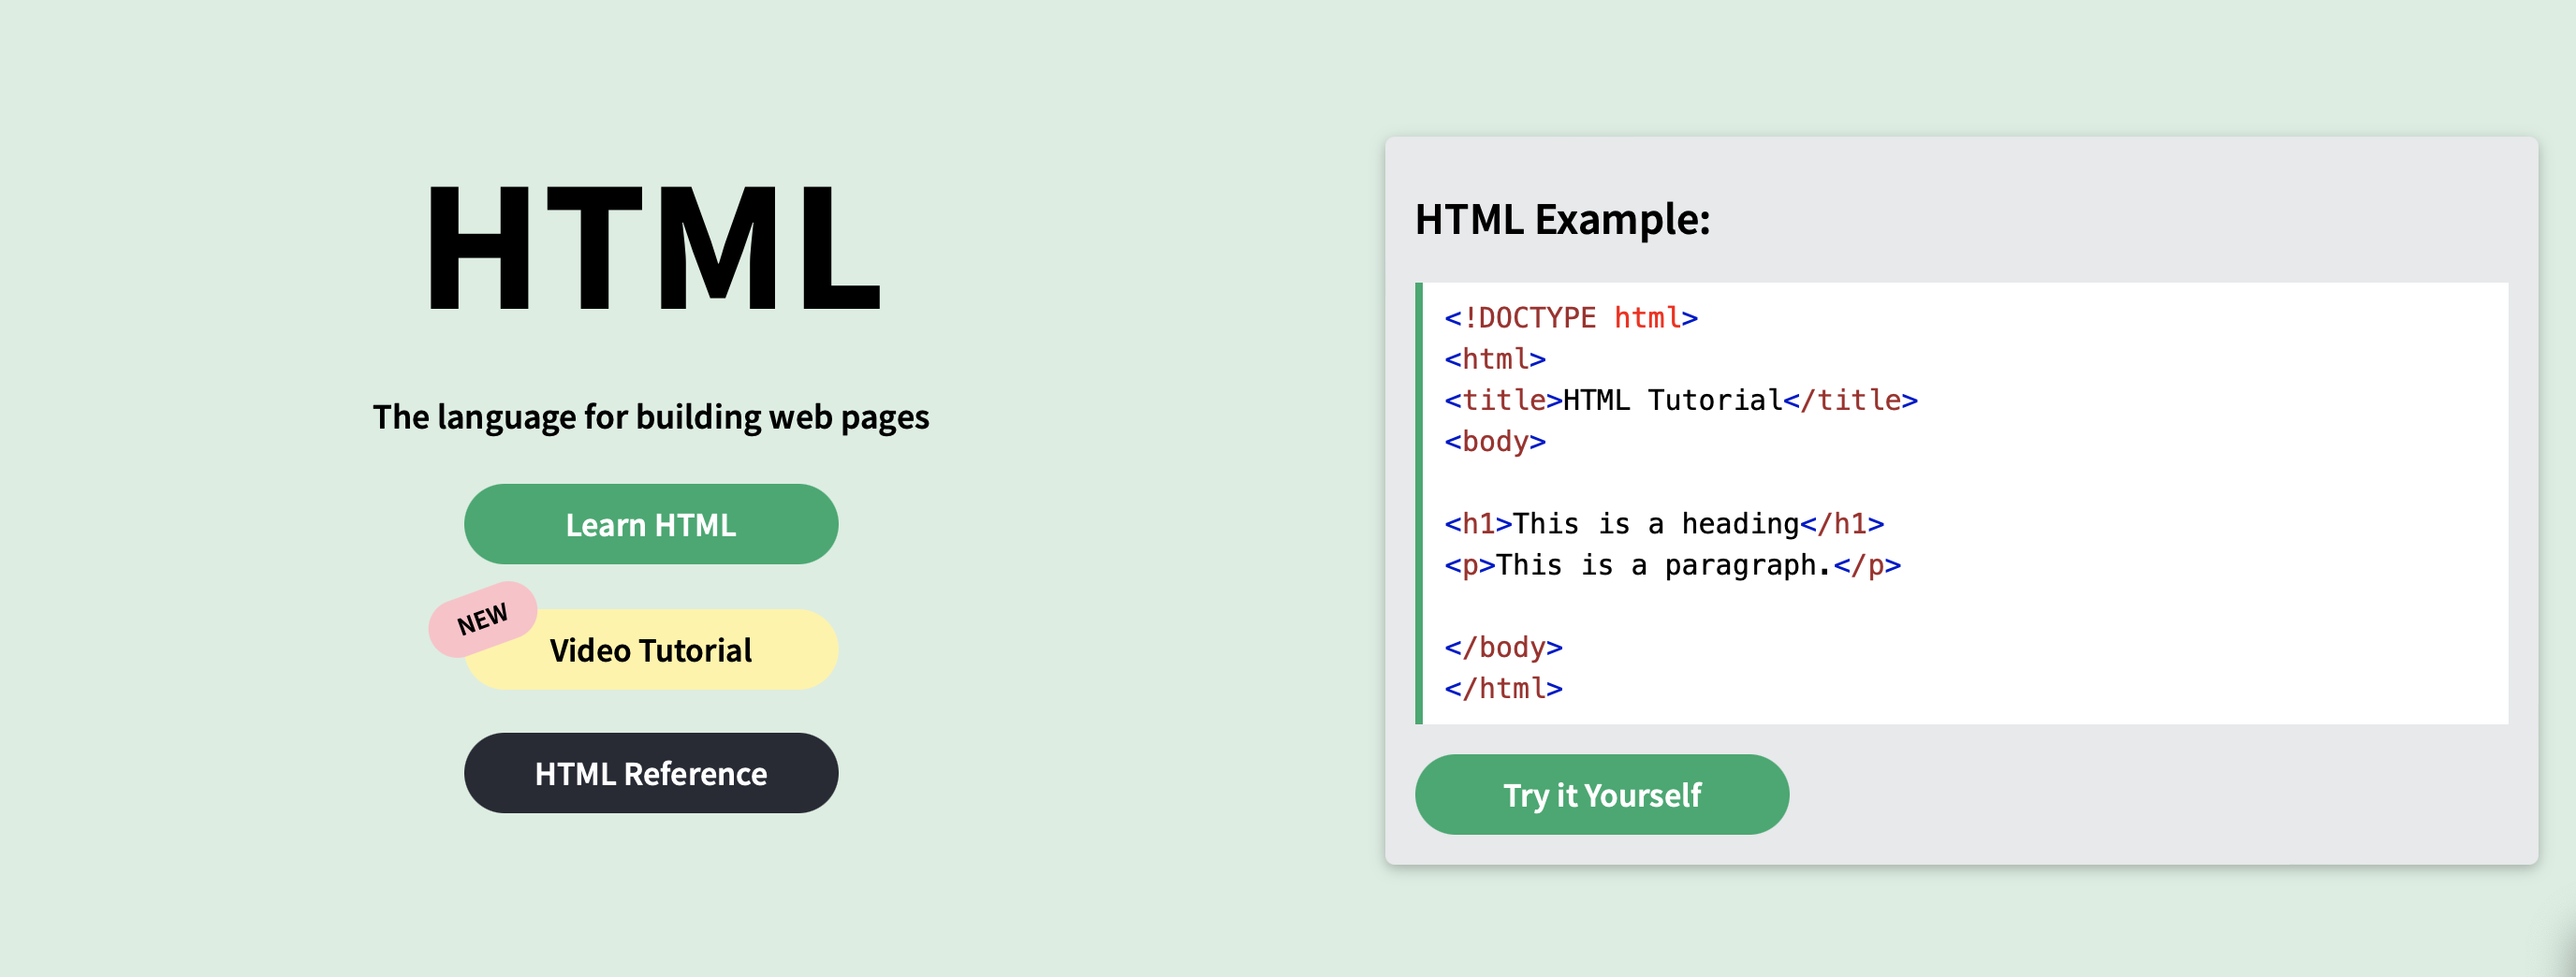 HTML
The language for building web pages
Learn HTML
NEW
Video Tutorial
HTML Reference
HTML Example:
<!DOCTYPE html>
<html>
<title>HTML Tutorial</title>
<body>
<h1>This is a heading</h1>
<p>This is a paragraph.</p>
</body>
</html>
Try it Yourself